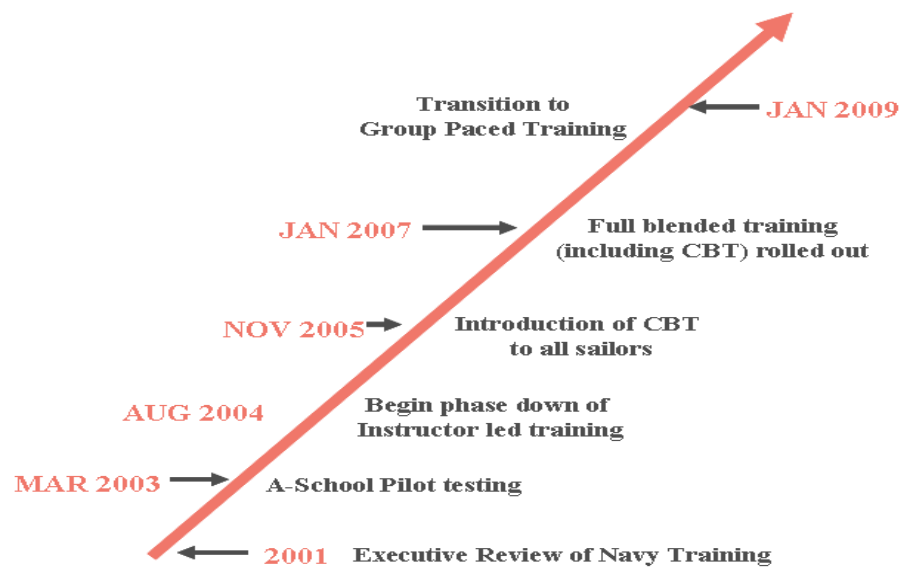 Transition to
Group Paced Training
JAN 2009
JAN 2007
Full blended training
(including CBT) rolled out
NOV 2005
Introduction of CBT
to all sailors
AUG 2004
Begin phase down of
Instructor led training
MAR 2003
A-School Pilot testing
2001 Executive Review of Navy Training